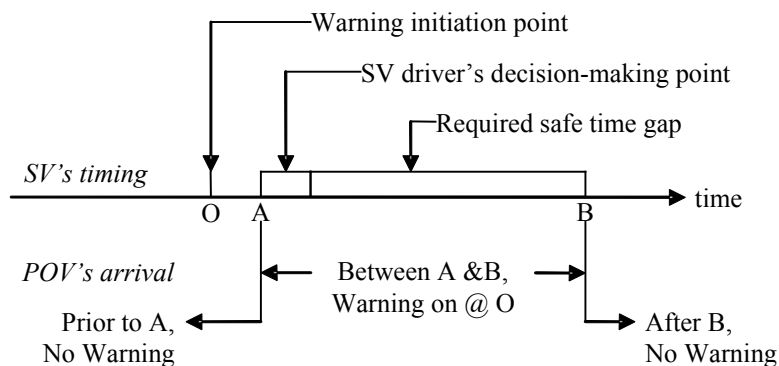 Warning initiation point
SV driver's decision-making point
Required safe time gap
SV's timing
time
O
A
B
POV's arrival
Between A &B,
Warning on @ O
Prior to A,
No Warning
After B,
No Warning